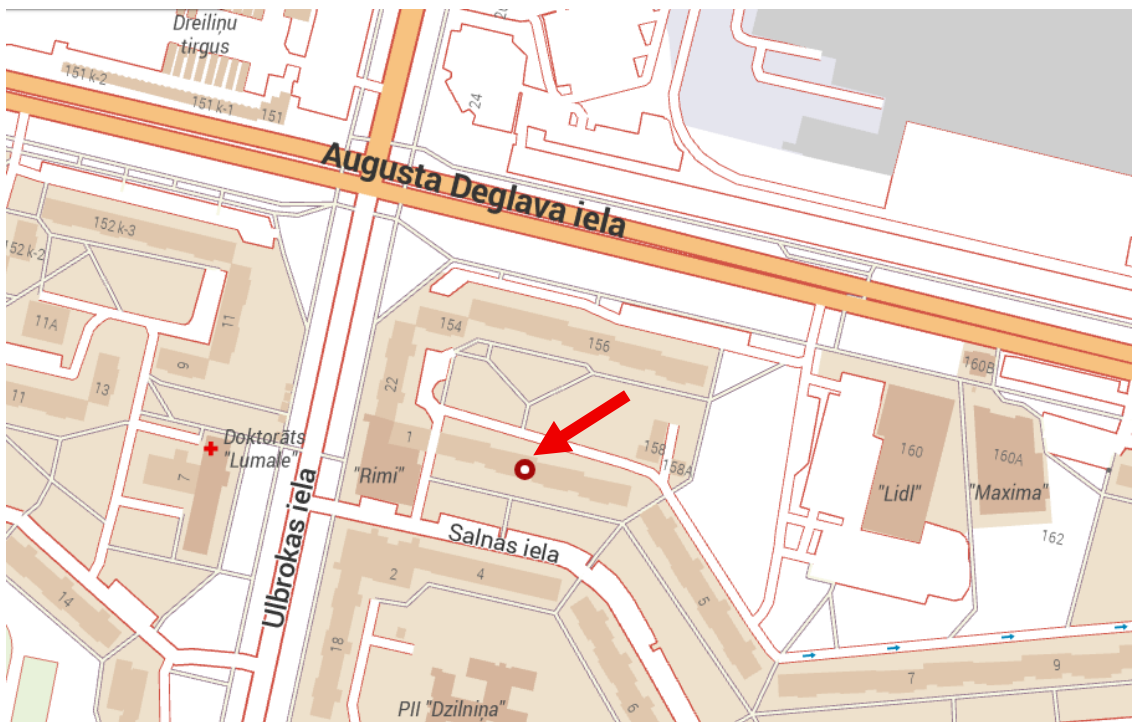 Dreiliņu
tirgus
151 k-2
151 k-1
151
24
Augusta Deglava iela
152 k-3
152 k-2
11A
11
9
13
11
154
156
22
1
160B
160
"Lidl"
160A
"Maxima"
162
158
158A
Doktorāts
"Lumale"
7
"Rimi"
Ulbrokas iela
Salnas iela
2
4
5
14
18
6
7
9
PII "Dzilniņa"